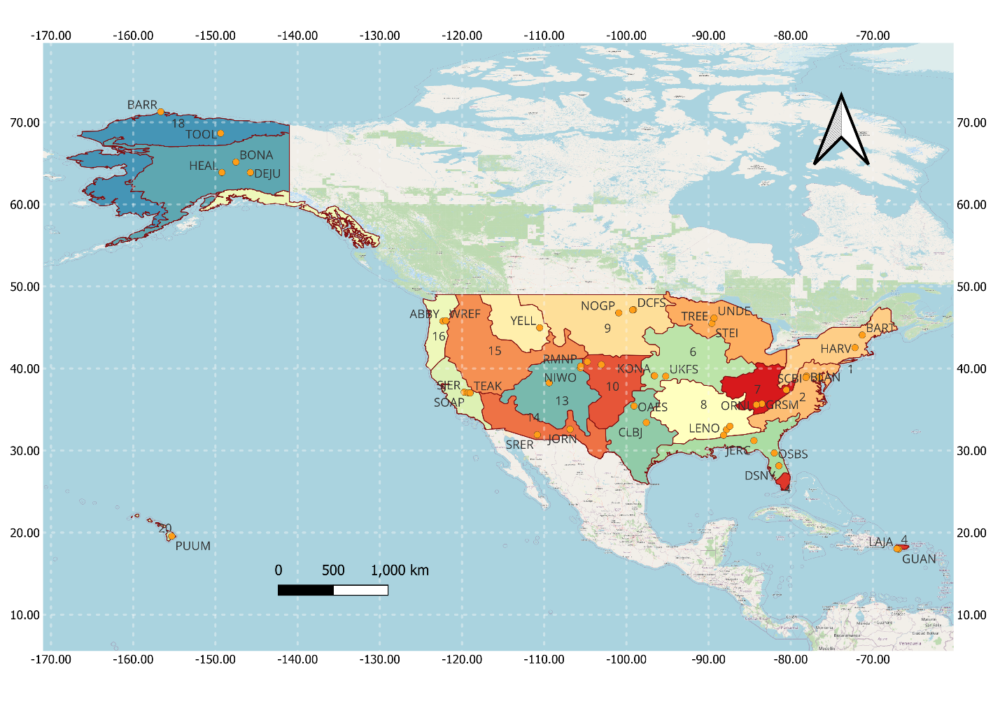 -170.00 -160.00 -150.00 -140.00 -130.00 -120.00 -110.00 -100.00 -90.00 -80.00 -70.00
BARR
18
70.00 70.00
TOOL
BONA
HEAL
DEJU
60.00 60.00
50.00 50.00
NOGP DCFS
ABBY WREF
YELL
TREE UNDE
9
BART
STEI
16
15
HARV
6
RMNP
KONA UKFS
1
40.00 40.00
NIWO
SCBI BLAN
SJER TEAK
10
7
SOAP
13
2
OAES
8
ORNL GRSM
14
CLBJ
LENO
SRER JORN
30.00 30.00
JERC
OSBS
DSNY
4
20
20.00 20.00
PUUM
LAJA 4
GUAN
0 500 1,000 km
10.00 10.00
Costa Rica
Panama
Medellín
Bucaramanga
Venezuela
-170.00 -160.00 -150.00 -140.00 -130.00 -120.00 -110.00 -100.00 -90.00 -80.00 -70.00